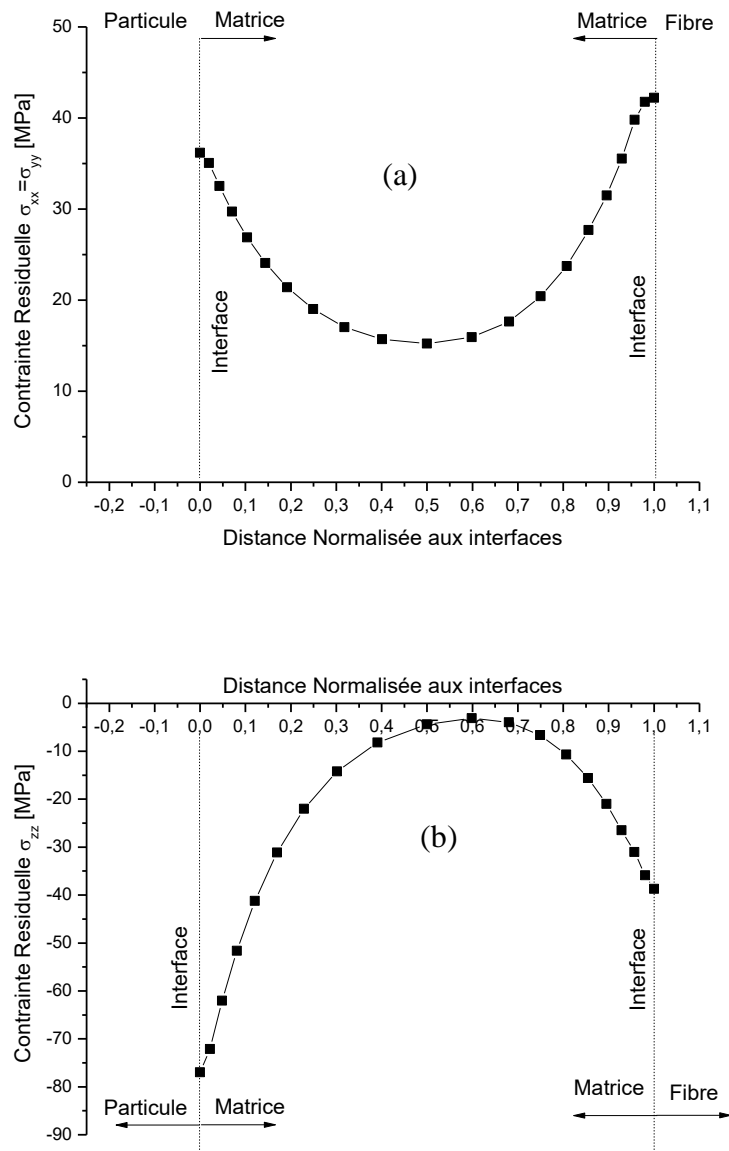 Particule Matrice Matrice Fibre
50
40
30
20
10
0
Contrainte Residuelle σxx=σyy [MPa]
(a)
Interface
Interface
-0,2 -0,1 0,0 0,1 0,2 0,3 0,4 0,5 0,6 0,7 0,8 0,9 1,0 1,1
Distance Normalisée aux interfaces
Distance Normalisée aux interfaces
-0,2 -0,1 0,0 0,1 0,2 0,3 0,4 0,5 0,6 0,7 0,8 0,9 1,0 1,1
0
-10
-20
-30
-40
-50
-60
-70
-80
-90
Contrainte Residuelle σzz [MPa]
(b)
Interface
Interface
Particule Matrice Matrice Fibre